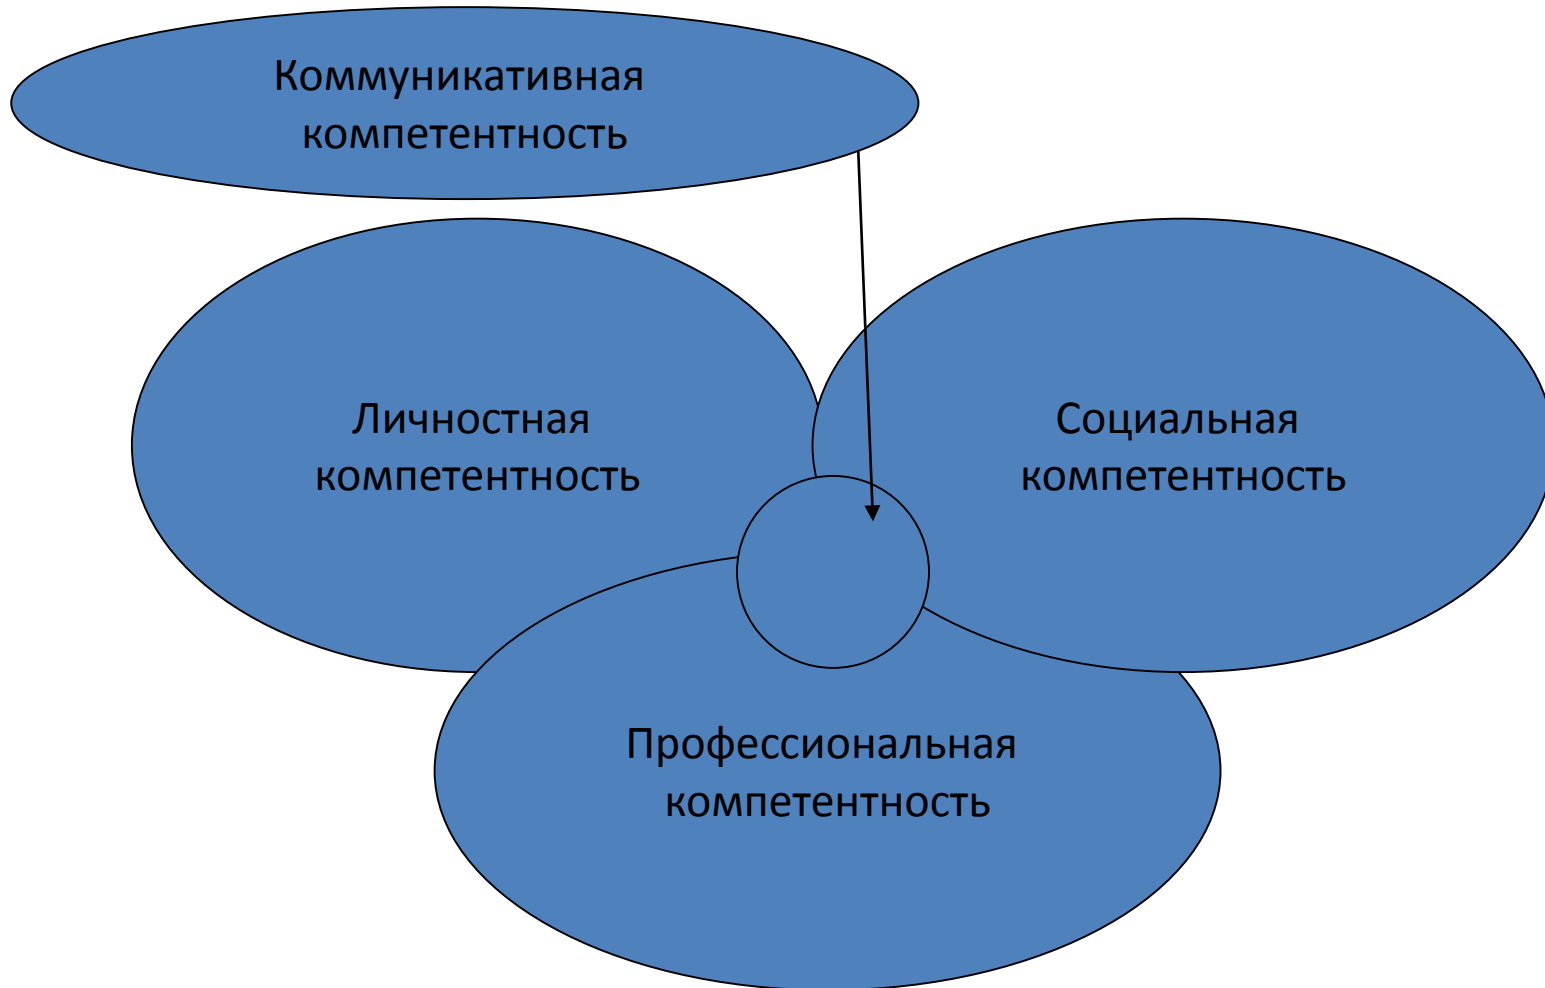 Коммуникативная
компетентность
Личностная
компетентность
Социальная
компетентность
Профессиональная
компетентность